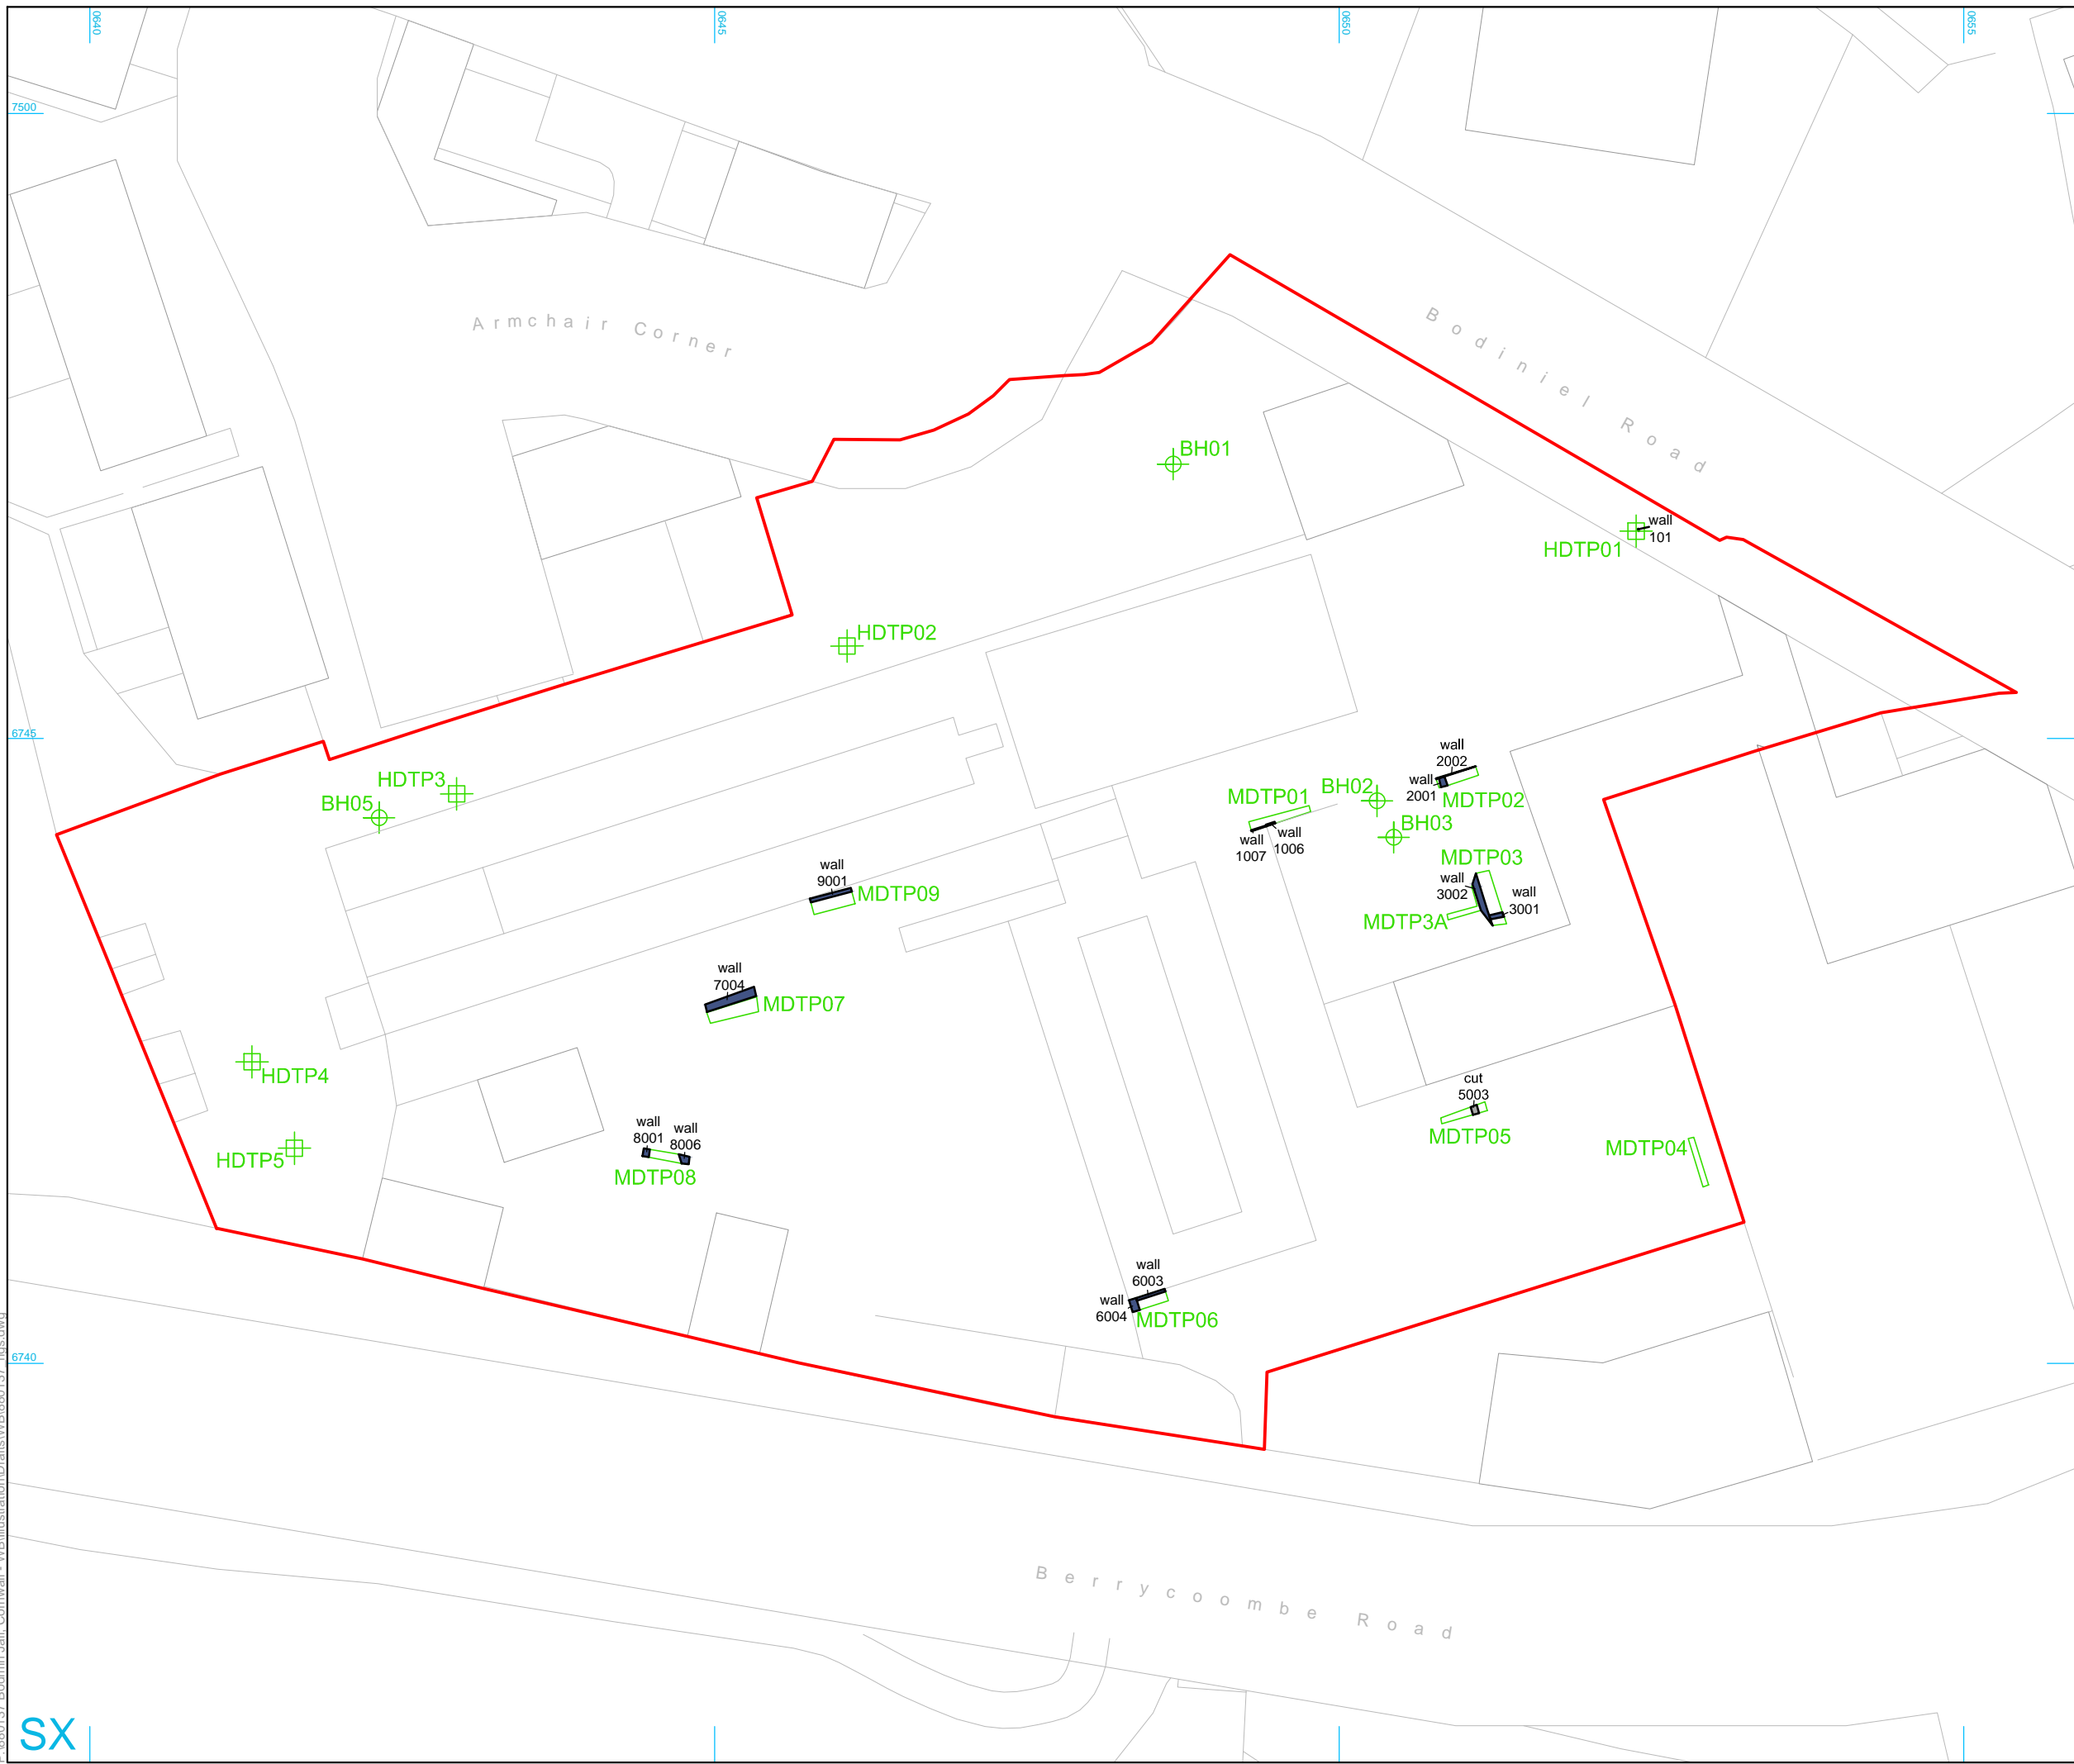 0640
0645
0650
0655
7500
Armchair Corner
Bodiniel Road
BH01
wall
101
HDTP01
HDTP02
6745
wall
2002
HDTP3
BH02
wall
2001
MDTP01
MDTP02
BH05
BH03
wall
1006
wall
1007
MDTP03
wall
9001
wall
3002
MDTP09
wall
3001
MDTP3A
wall
7004
MDTP07
HDTP4
cut
5003
wall
8001
wall
8006
MDTP05
MDTP04
HDTP5
MDTP08
wall
6003
wall
6004
MDTP06
6740
Berrycoombe Road
SX